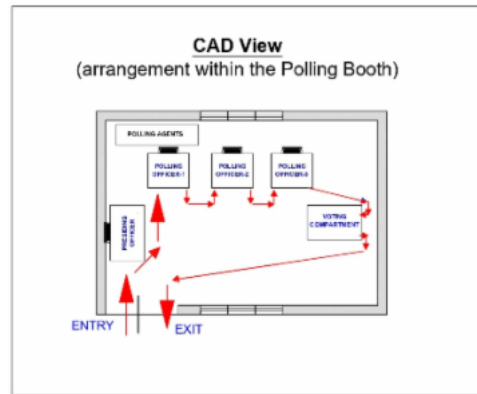 CAD View
(arrangement within the Polling Booth)
POLLING AGENTS
POLLING
OFFICER-1
POLLING
OFFICER-2
POLLING
OFFICER-3
PRESIDING
OFFICER
VOTING
COMPARTMENT
ENTRY
EXIT